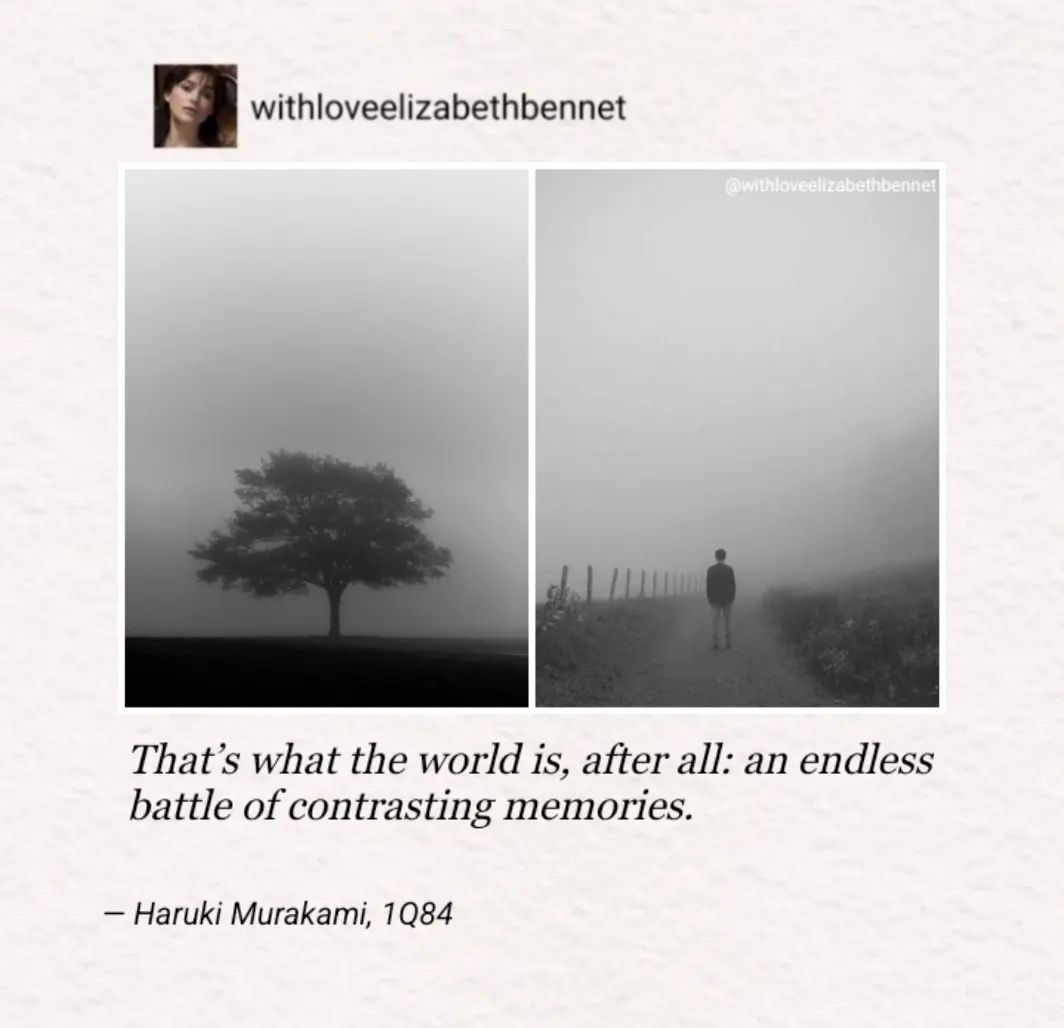 withloveelizabethbennet
@withloveelizabethbennet
That’s what the world is, after all: an endless
battle of contrasting memories.
– Haruki Murakami, 1Q84